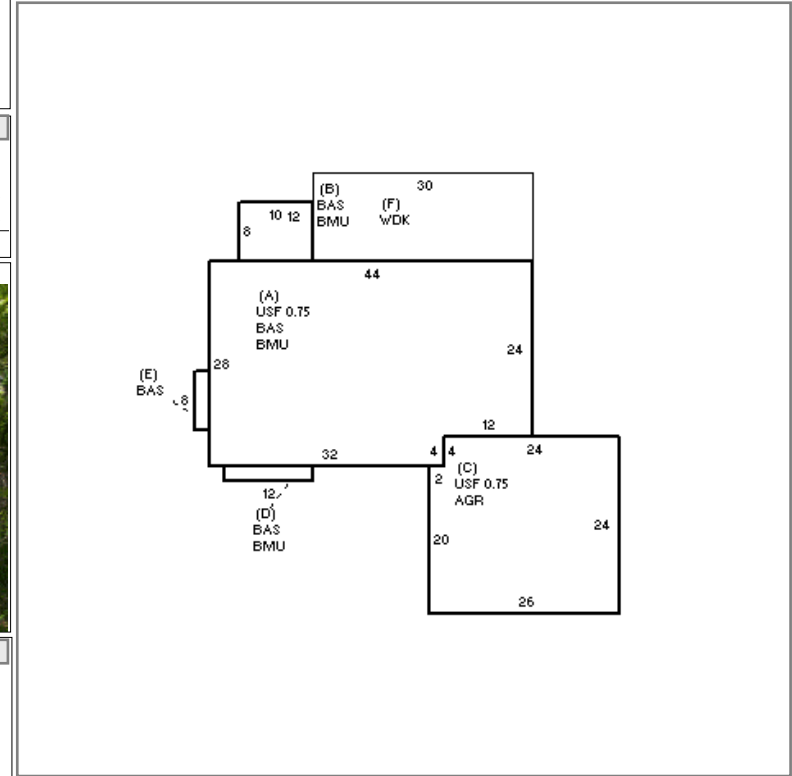 30
(B)
BAS
BMU
(F)
WDK
10 12
8
44
(A)
USF 0.75
BAS
BMU
24
28
(E)
BAS
8
12
32
4 4
24
(C)
USF 0.75
AGR
2
12
(D)
BAS
BMU
20
24
26